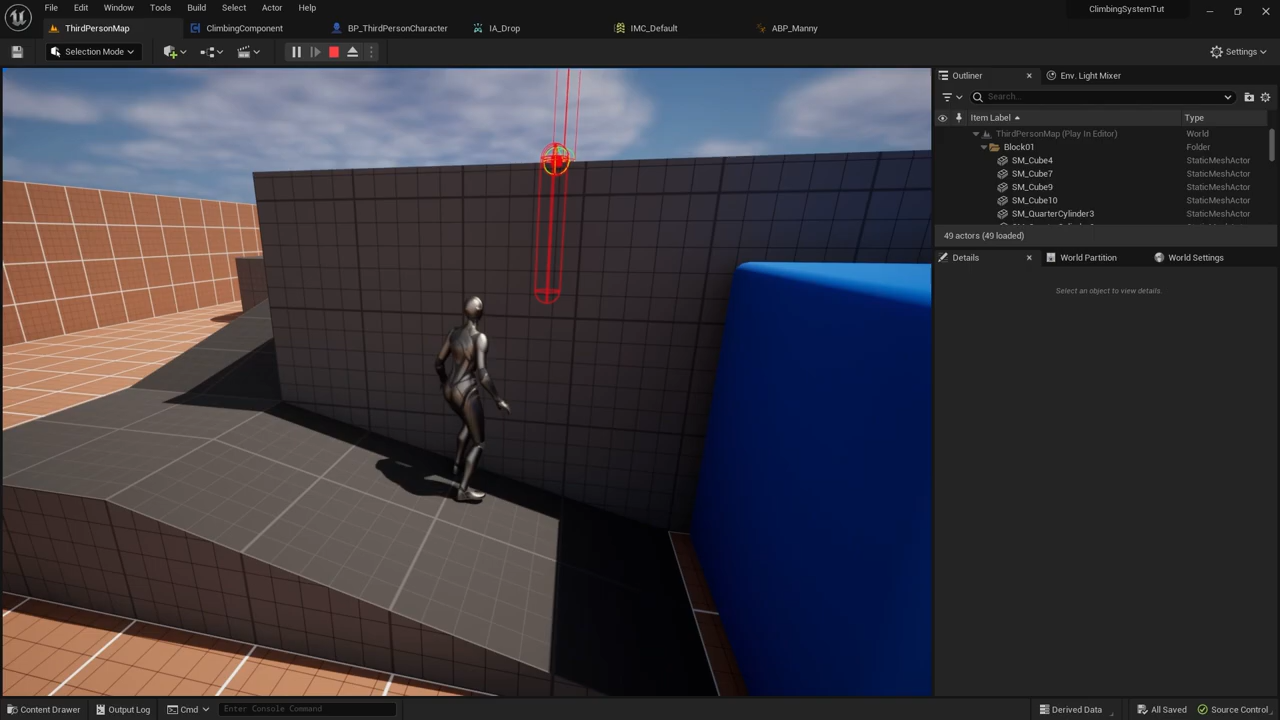 File Edit Window Tools Build Select Actor Help
ClimbingSystemTut
ThirdPersonMap
ClimbingComponent
BP_ThirdPersonCharacter
IA_Drop
IMC_Default
ABP_Manny
Selection Mode
Settings
Outliner
Env. Light Mixer
Search...
Item Label
Type
ThirdPersonMap (Play In Editor)
World
Block01
Folder
SM_Cube4
StaticMeshActor
SM_Cube7
StaticMeshActor
SM_Cube9
StaticMeshActor
SM_Cube10
StaticMeshActor
SM_QuarterCylinder3
StaticMeshActor
49 actors (49 loaded)
Details
World Partition
World Settings
Select an object to view details.
Content Drawer
Output Log
Cmd
Enter Console Command
Derived Data
All Saved
Source Control